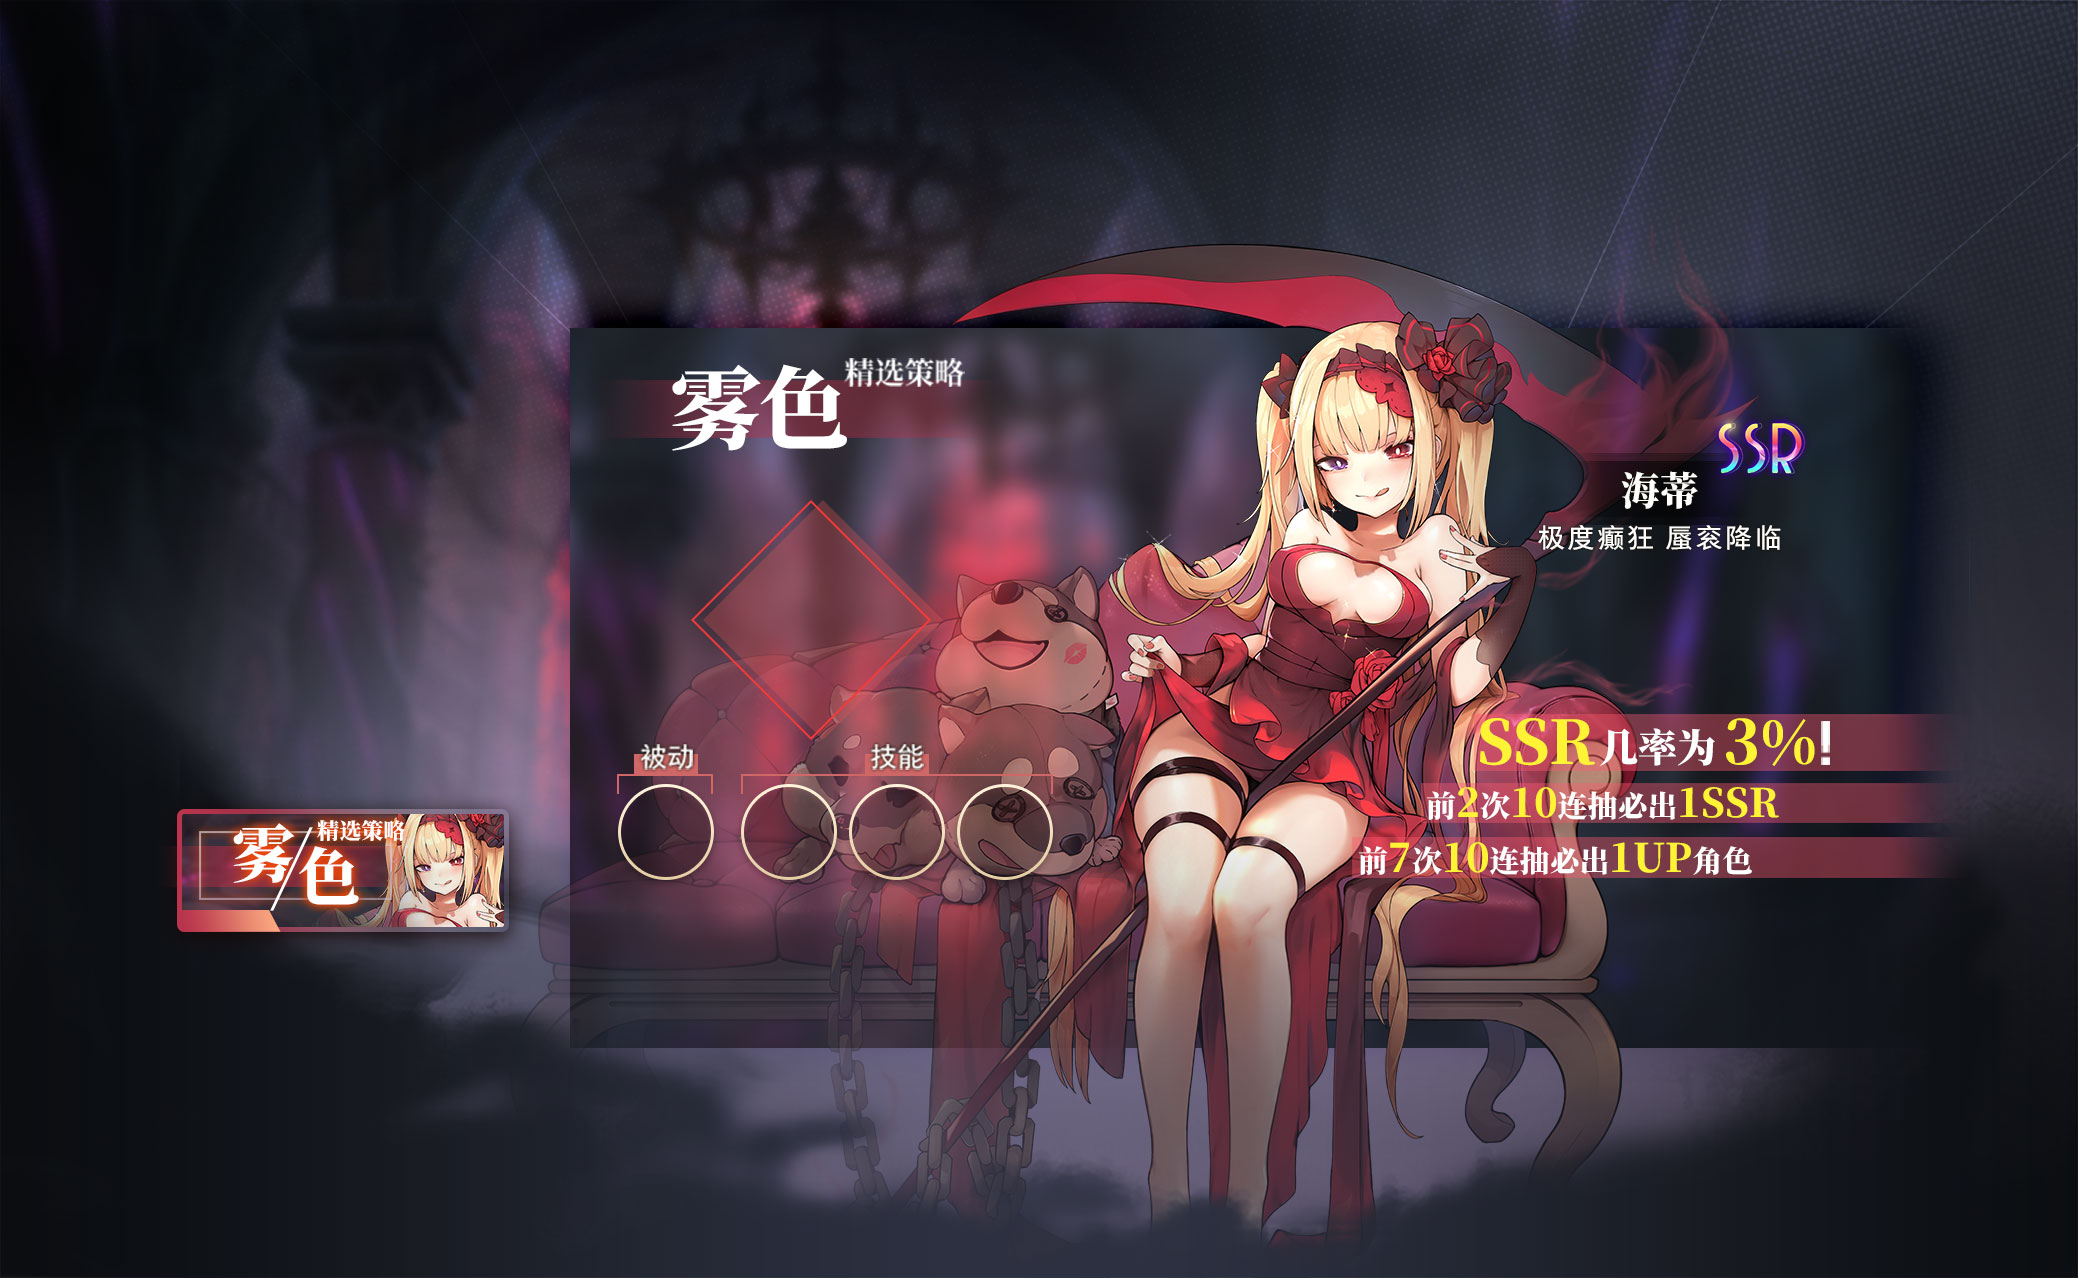 精选策略
雾色
SSR
海蒂
极度癫狂 蜃衮降临
被动
技能
SSR几率为3%!
前2次10连抽必出1SSR
前7次10连抽必出1UP角色
精选策略
雾/色